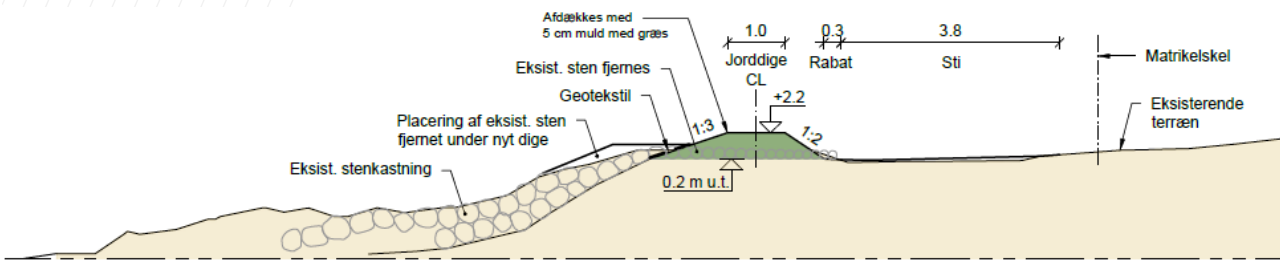 Afdækkes med
5 cm muld med græs
1.0
0.3
3.8
Jorddige
CL
Rabat
Sti
Matrikelskel
Eksist. sten fjernes
Geotekstil
+2.2
Eksisterende
terræn
Placering af eksist. sten
fjernet under nyt dige
1:3
1:2
Eksist. stenkastning
0.2 m u.t.